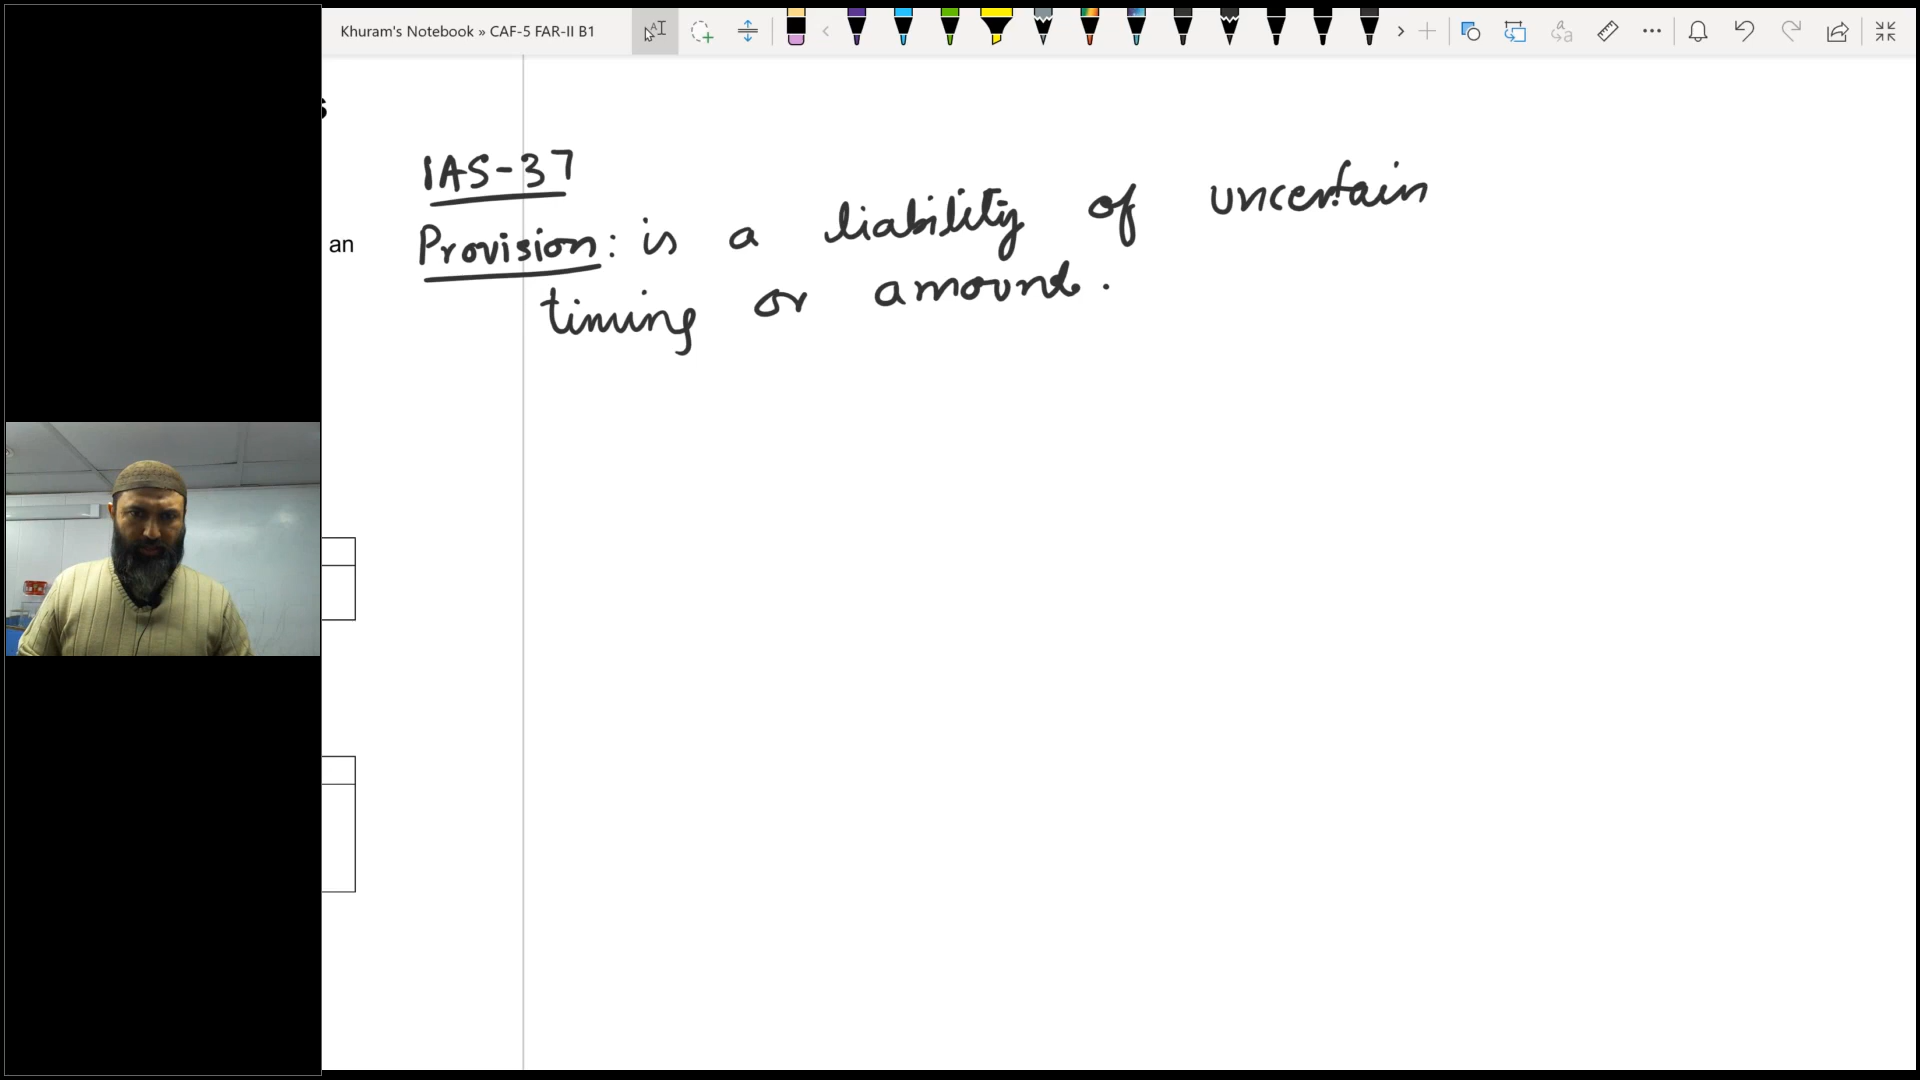 Khuram's Notebook » CAF-5 FAR-II B1
s
IAS-37
an
Provision: is a liability of uncertain
timing or amount.